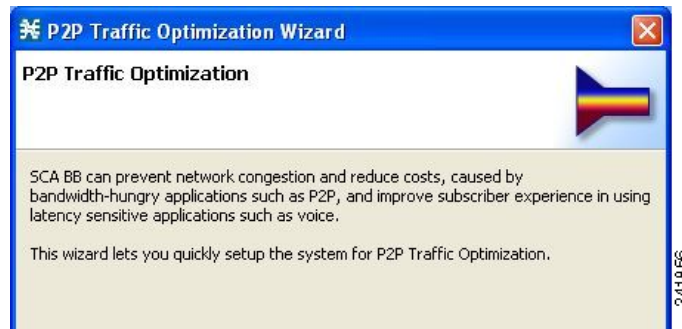 P2P Traffic Optimization Wizard
P2P Traffic Optimization
SCA BB can prevent network congestion and reduce costs, caused by
bandwidth-hungry applications such as P2P, and improve subscriber experience in using
latency sensitive applications such as voice.
This wizard lets you quickly setup the system for P2P Traffic Optimization.
241956